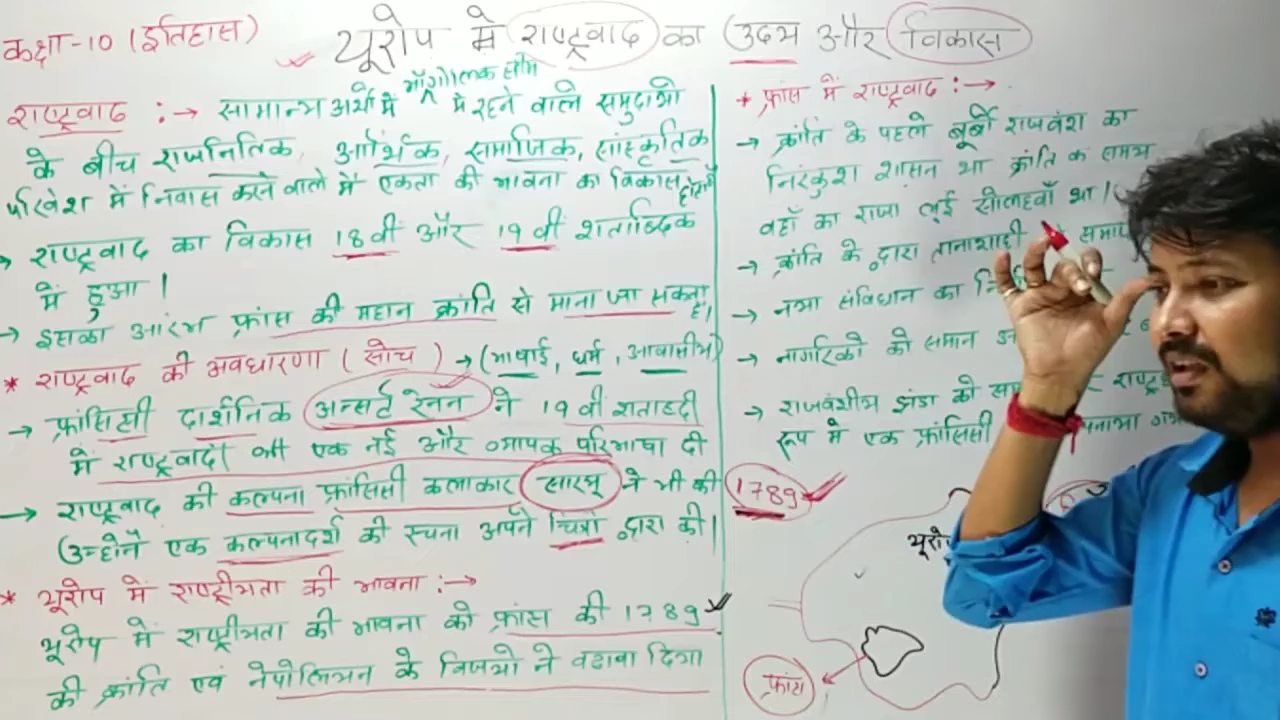 कक्षा-10 (इतिहास)
यूरोप मे राष्ट्रवाद का उदय और विकास
राष्ट्रवाद :→ सामान्य अर्थो में भौगोलिक सीमा में रहने वाले समुदाओ
के बीच राजनितिक, आर्थिक, सामाजिक, सांस्कृतिक
परिवेश में निवास करने वालो में एकता की भावना का विकास
→ राष्ट्रवाद का विकास 18वी और 19वी शताब्दिक
में हुआ।
→ इसका आरंभ फ्रांस की महान क्रांति से माना जा सकता है।
* राष्ट्रवाद की अवधारणा (सोच) → (भाषाई, धर्म, आवासीय)
→ फ्रांसिसी दार्शनिक अन्सर्ट रेनन ने 19वी शताब्दी
में राष्ट्रवादी की एक नई और व्यापक परिभाषा दी
→ राष्ट्रवाद की कल्पना फ्रांसिसी कलाकार सारयू ने भी की
उन्होनें एक कल्पनादर्श की रचना अपने चित्रों द्वारा की।
* यूरोप में राष्ट्रीयता की भावना :→
यूरोप में राष्ट्रीयता की भावना को फ्रांस की 1789
की क्रांति एवं नेपोलियन के विजयो ने बढावा दिया
* फ्रांस में राष्ट्रवाद :→
→ क्रांति के पहले बूर्बो राजवंश का
निरंकुश शासन था क्रांति के समय
वहाँ का राजा लुई सोलहवाँ था।
→ क्रांति के द्वारा तानाशाही
→ नया संविधान का
→ नागरिको को समान
→ राजवंशीय झंडा को
रूप मे एक फ्रांसिसी
1789
यूरोप
फ्रांस